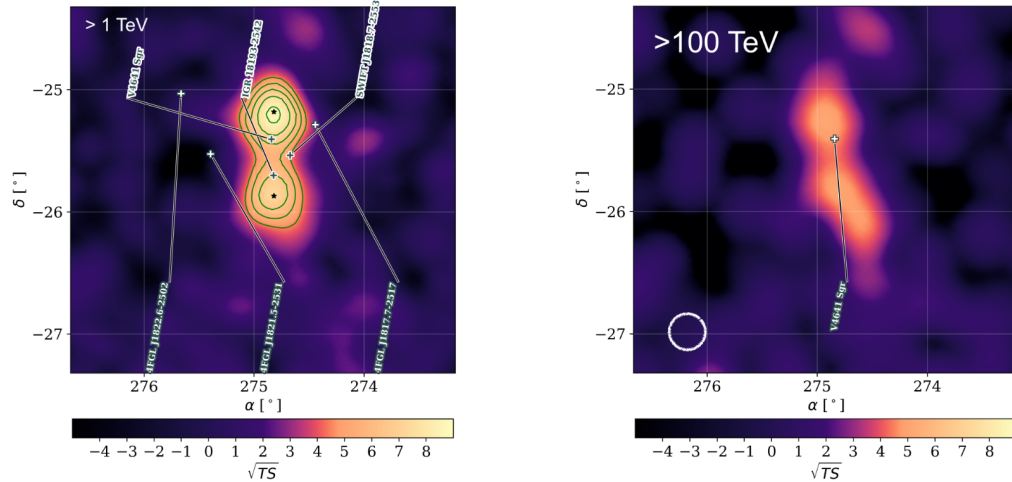 > 1 TeV
V4641 Sgr
IGR 18193-2542
SWIFT J1818.7-2553
−25
−26
−27
δ [°]
4FGL J1822.6-2502
4FGL J1821.5-2531
4FGL J1817.7-2517
276
275
274
α [°]
−4 −3 −2 −1 0 1 2 3 4 5 6 7 8
√TS
>100 TeV
−25
−26
−27
δ [°]
V4641 Sgr
276
275
274
α [°]
−4 −3 −2 −1 0 1 2 3 4 5 6 7 8
√TS